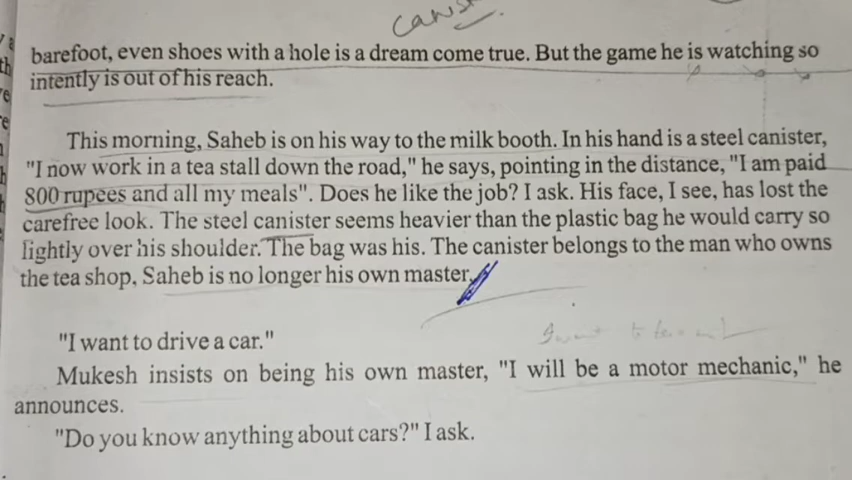 barefoot, even shoes with a hole is a dream come true. But the game he is watching so
intently is out of his reach.
This morning, Saheb is on his way to the milk booth. In his hand is a steel canister,
"I now work in a tea stall down the road," he says, pointing in the distance, "I am paid
800 rupees and all my meals". Does he like the job? I ask. His face, I see, has lost the
carefree look. The steel canister seems heavier than the plastic bag he would carry so
lightly over his shoulder. The bag was his. The canister belongs to the man who owns
the tea shop, Saheb is no longer his own master.
"I want to drive a car."
Mukesh insists on being his own master, "I will be a motor mechanic," he
announces.
"Do you know anything about cars?" I ask.